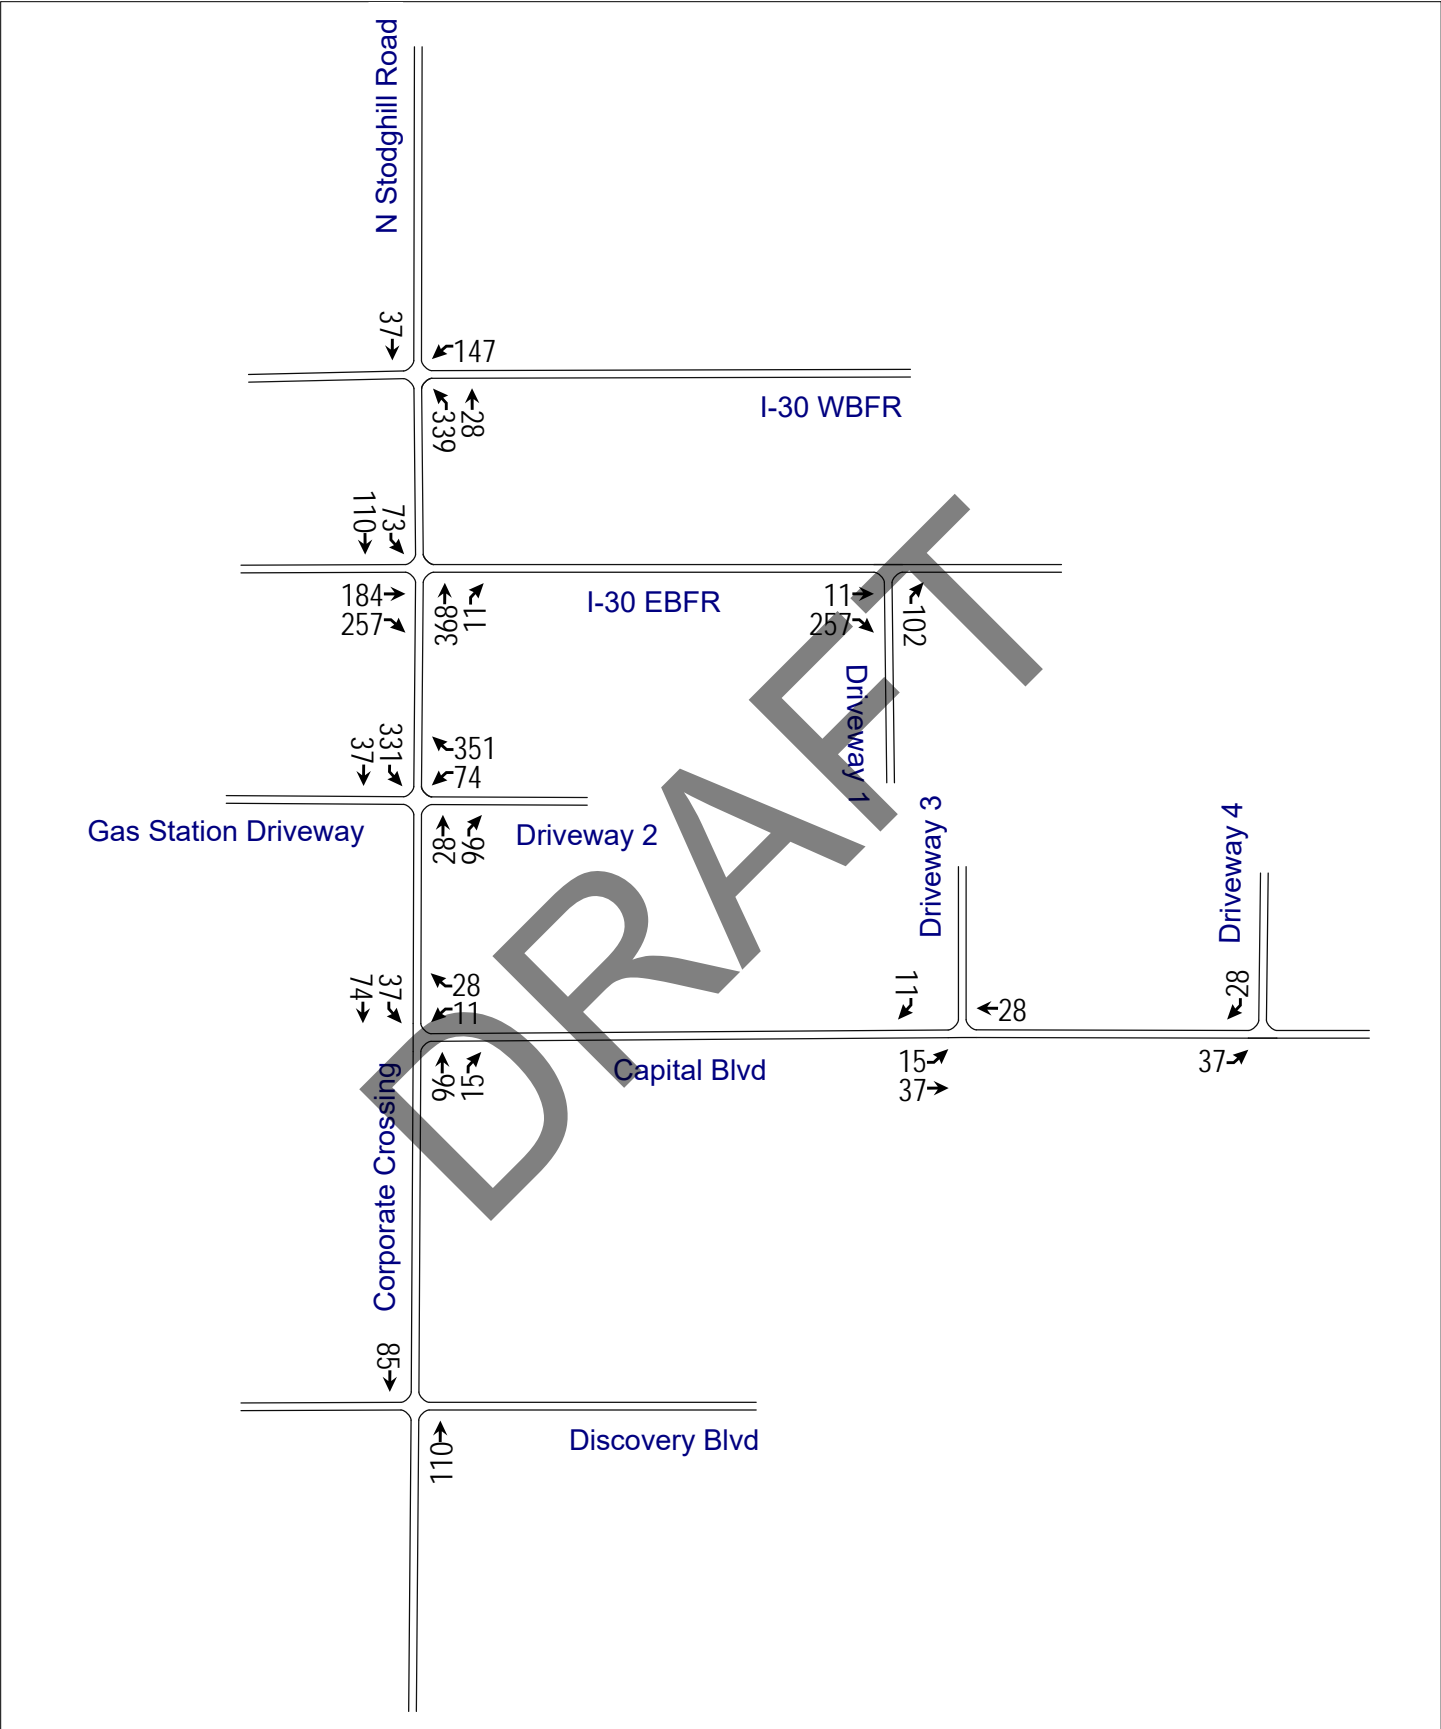 N Stodghill Road
37
147
339
28
I-30 WBFR
110
73
184
257
368
11
I-30 EBFR
11
257
102
Driveway 1
37
331
351
74
Gas Station Driveway
28
96
Driveway 2
Driveway 3
Driveway 4
74
37
28
11
11
28
28
96
15
Capital Blvd
15
37
37
Corporate Crossing
85
110
Discovery Blvd
DRAFT